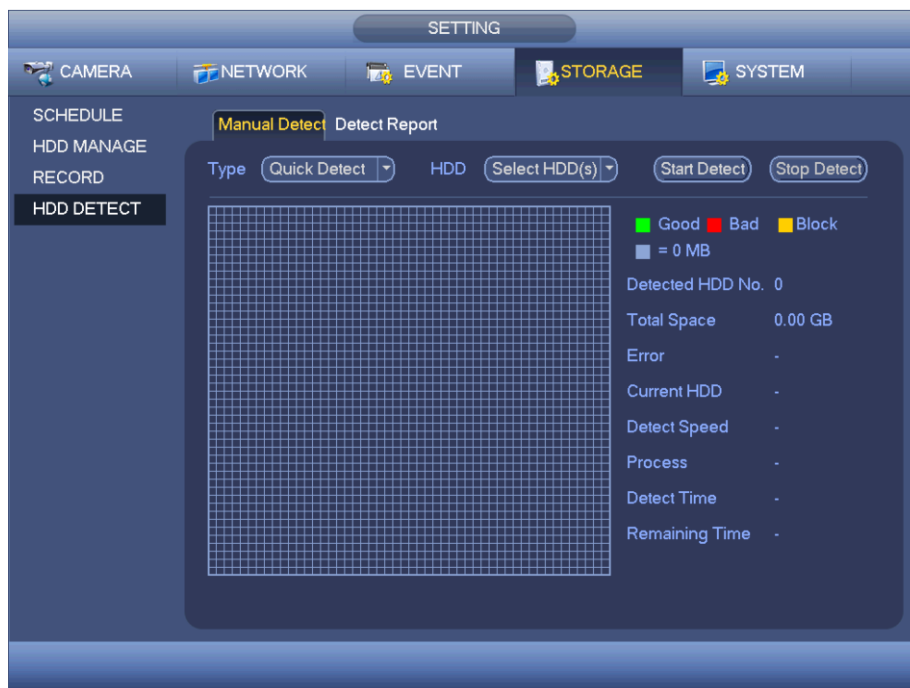 SETTING
CAMERA NETWORK EVENT STORAGE SYSTEM
SCHEDULE
HDD MANAGE
RECORD
HDD DETECT
Manual Detect Detect Report
Type Quick Detect HDD Select HDD(s) Start Detect Stop Detect
Good Bad Block
= 0 MB
Detected HDD No. 0
Total Space 0.00 GB
Error -
Current HDD -
Detect Speed -
Process -
Detect Time -
Remaining Time -